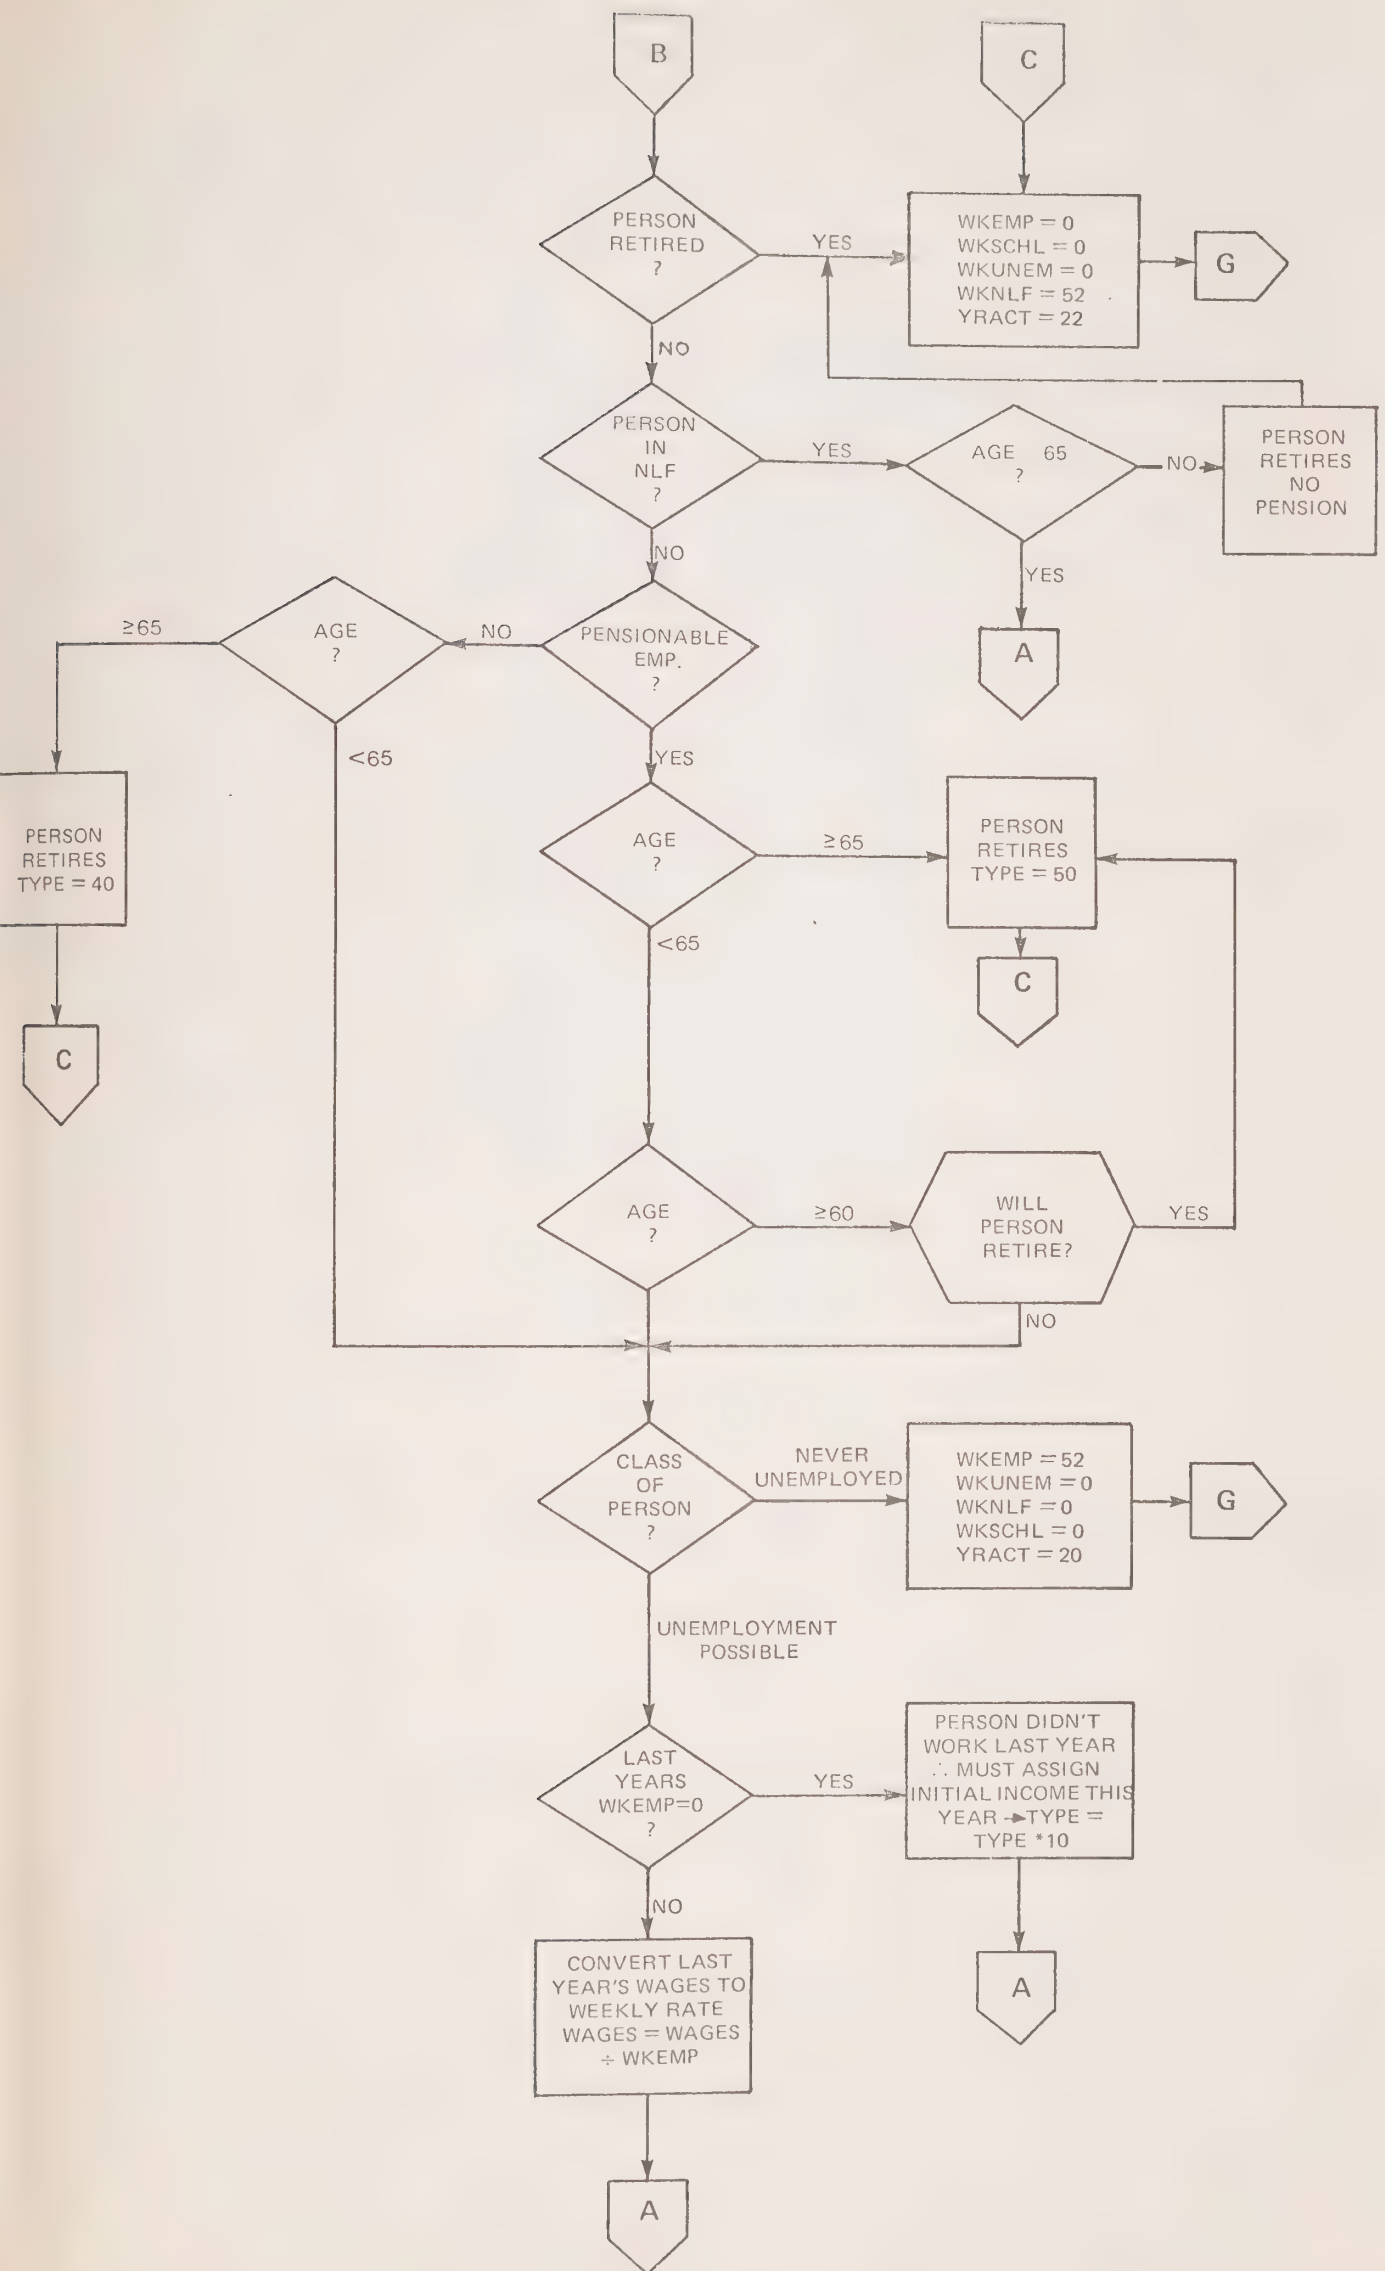 B
C
PERSON
RETIRED
?
YES
WKEMP = 0
WKSCHL = 0
WKUNEM = 0
WKNLF = 52
YRACT = 22
G
NO
PERSON
IN
NLF
?
YES
AGE 65
?
NO
PERSON
RETIRES
NO
PENSION
YES
A
NO
PENSIONABLE
EMP.
?
NO
AGE
?
≥65
<65
PERSON
RETIRES
TYPE = 40
C
YES
AGE
?
≥65
PERSON
RETIRES
TYPE = 50
C
<65
AGE
?
≥60
WILL
PERSON
RETIRE?
YES
NO
CLASS
OF
PERSON
?
NEVER
UNEMPLOYED
WKEMP = 52
WKUNEM = 0
WKNLF = 0
WKSCHL = 0
YRACT = 20
G
UNEMPLOYMENT
POSSIBLE
LAST
YEARS
WKEMP=0
?
YES
PERSON DIDN'T
WORK LAST YEAR
∴ MUST ASSIGN
INITIAL INCOME THIS
YEAR → TYPE =
TYPE *10
A
NO
CONVERT LAST
YEAR'S WAGES TO
WEEKLY RATE
WAGES = WAGES
÷ WKEMP
A